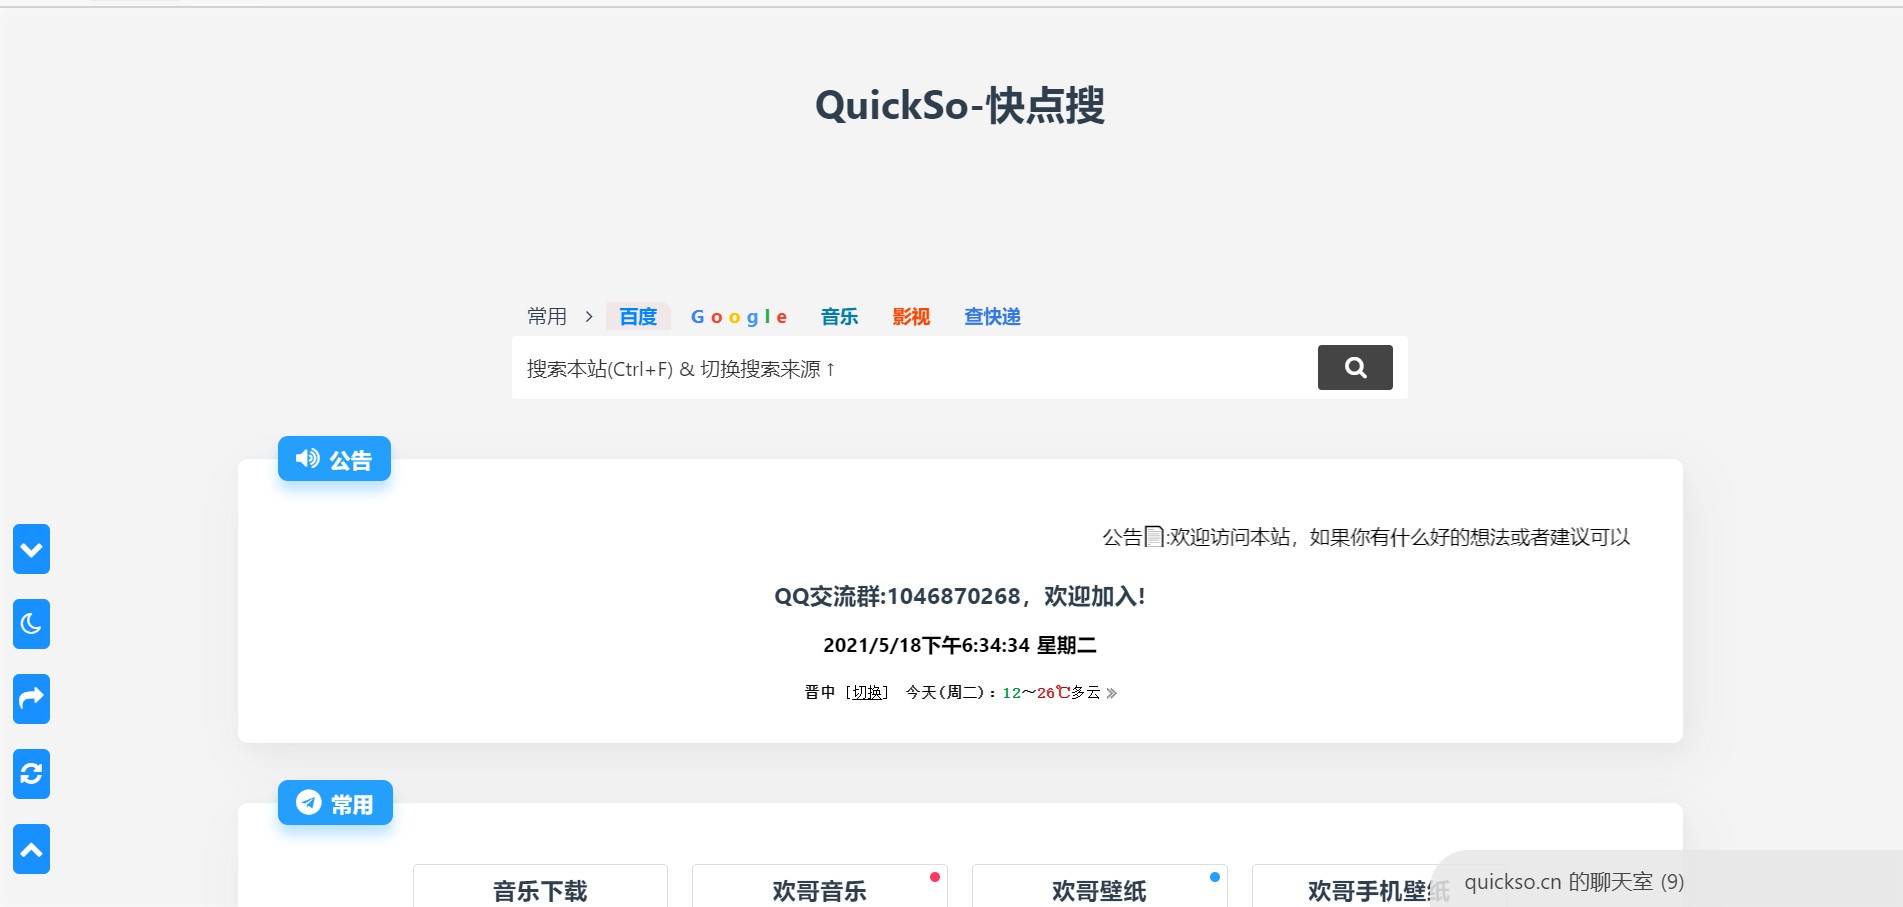 QuickSo-快点搜
常用 百度 Google 音乐 影视 查快递
搜索本站(Ctrl+F) & 切换搜索来源 ↑
公告
公告📄:欢迎访问本站，如果你有什么好的想法或者建议可以
QQ交流群:1046870268，欢迎加入!
2021/5/18下午6:34:34 星期二
晋中 [切换] 今天(周二)：12～26℃多云
常用
音乐下载 欢哥音乐 欢哥壁纸 欢哥手机壁纸
quickso.cn 的聊天室 (9)